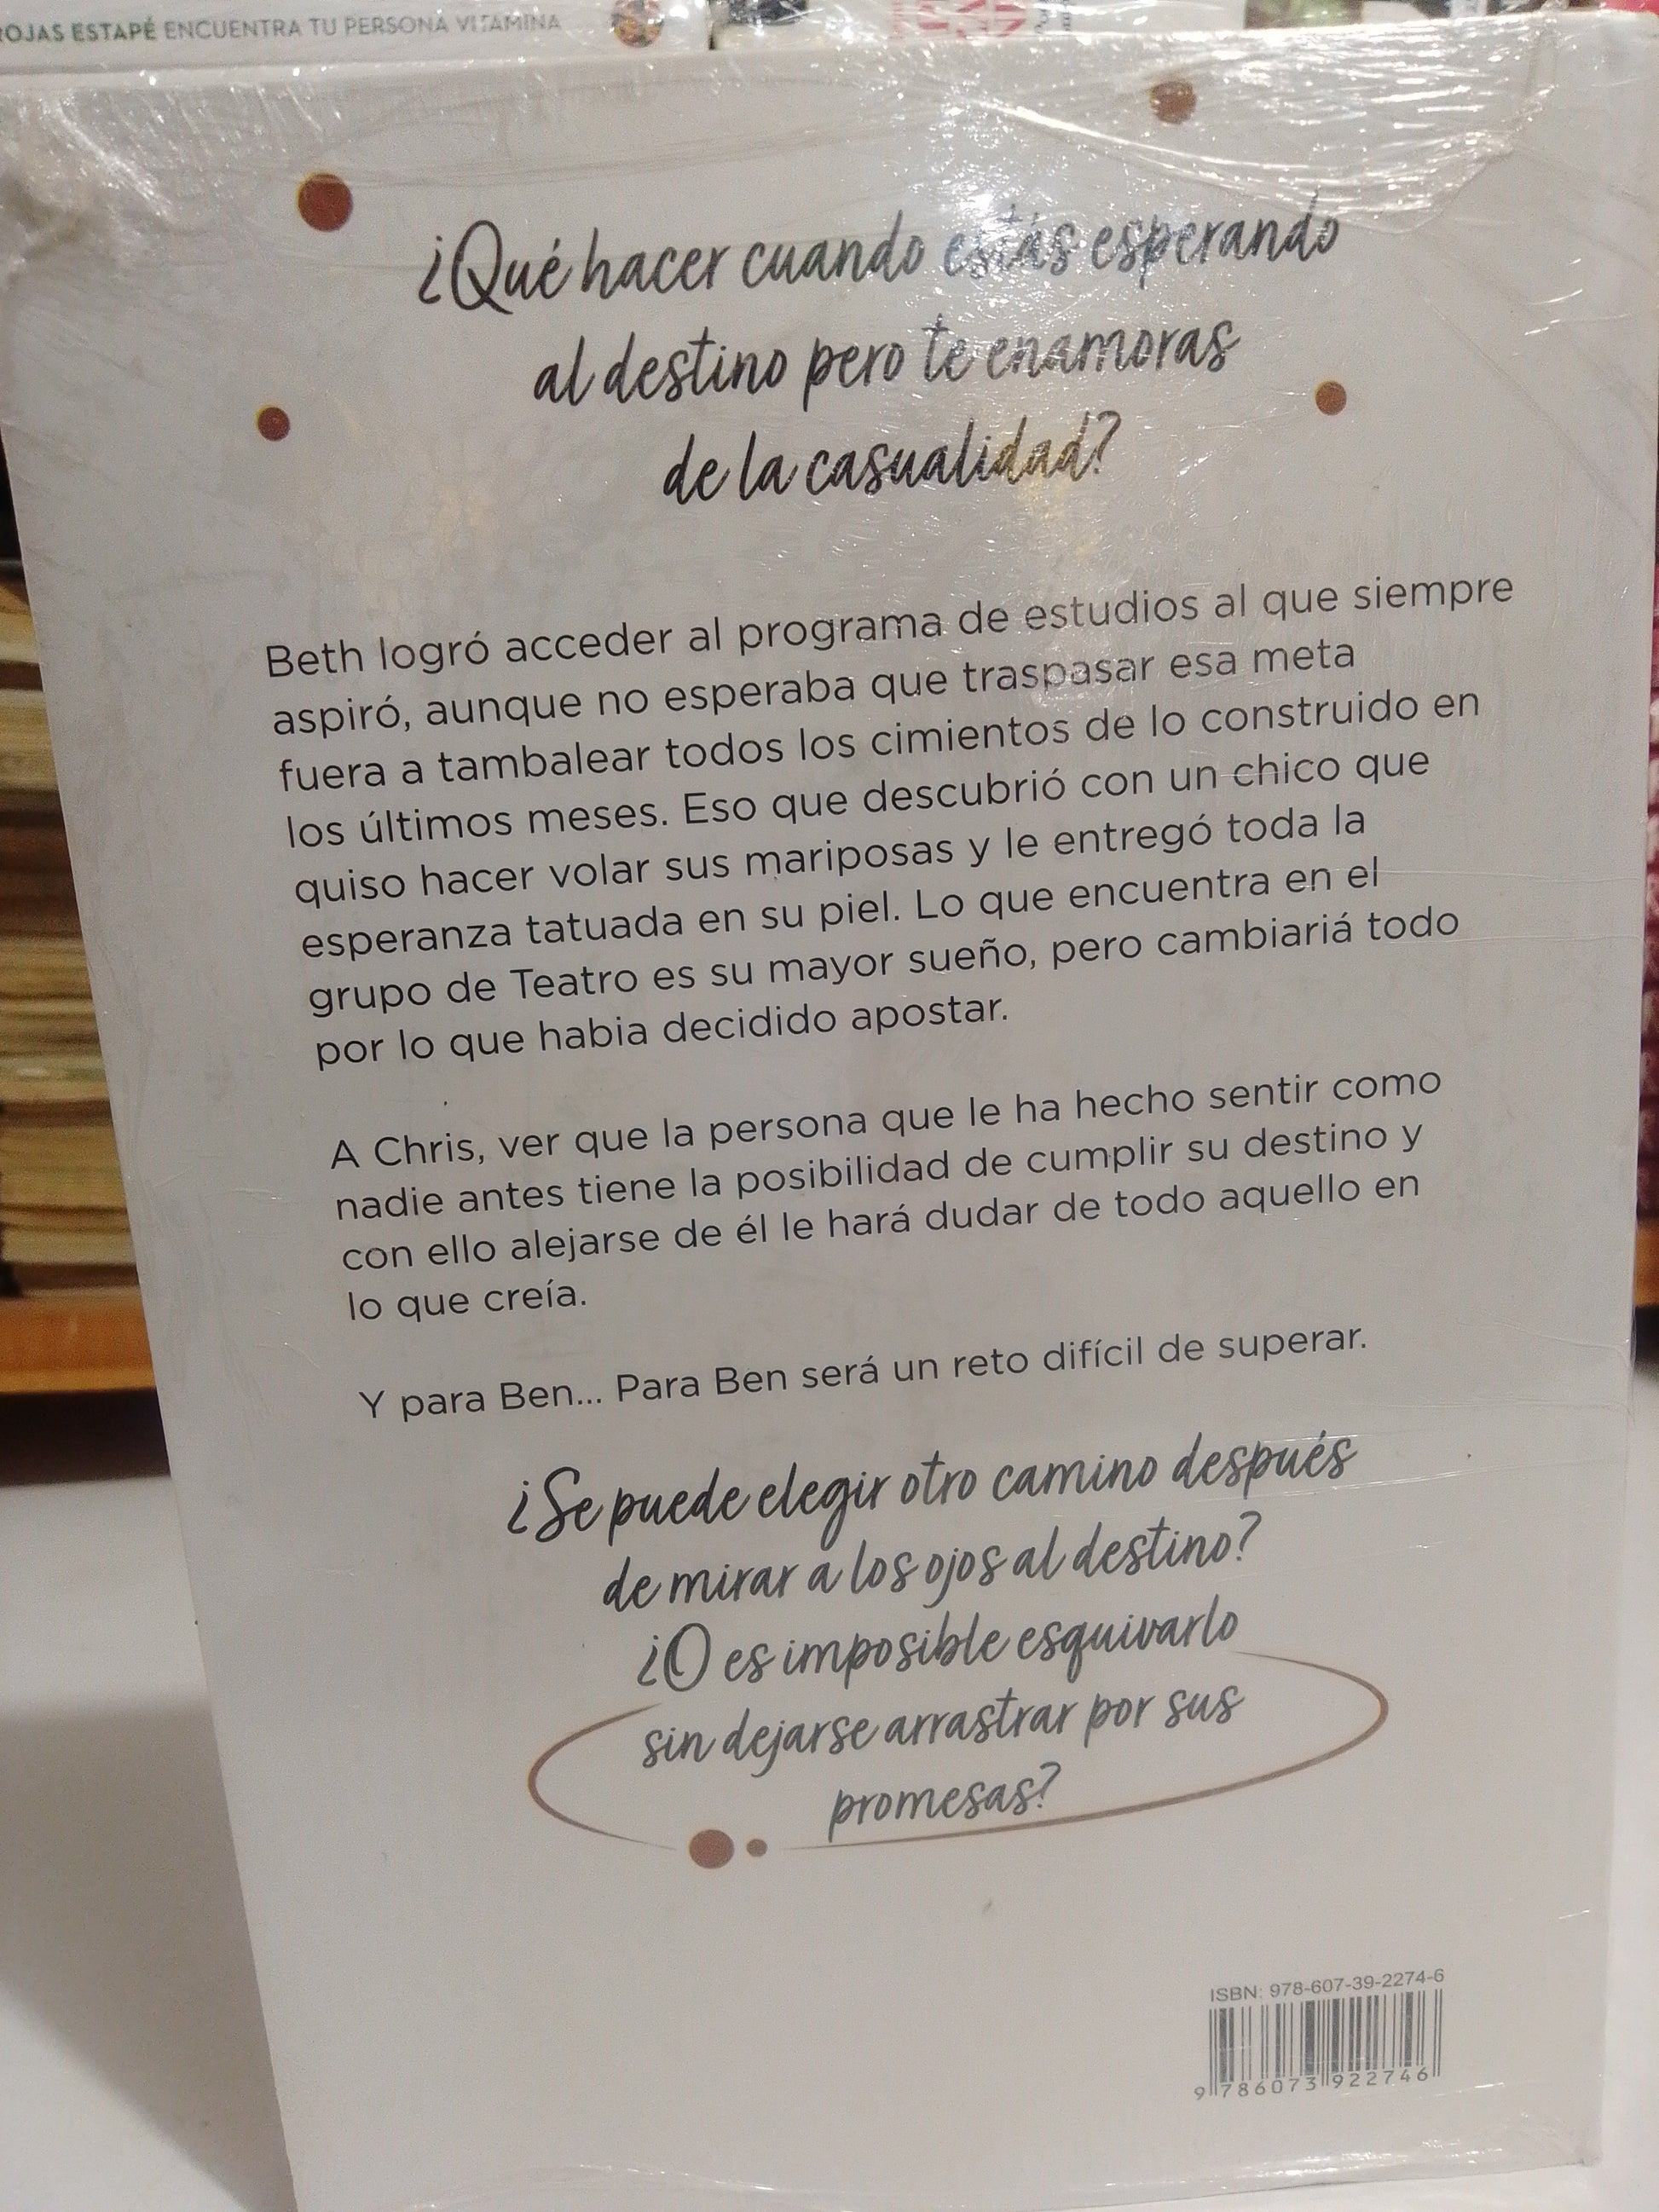 ROJAS ESTAPÉ ENCUENTRA TU PERSONA VITAMINA
¿Qué hacer cuando estás esperando
al destino pero te enamoras
de la casualidad?
Beth logró acceder al programa de estudios al que siempre
aspiró, aunque no esperaba que traspasar esa meta
fuera a tambalear todos los cimientos de lo construido en
los últimos meses. Eso que descubrió con un chico que
quiso hacer volar sus mariposas y le entregó toda la
esperanza tatuada en su piel. Lo que encuentra en el
grupo de Teatro es su mayor sueño, pero cambiariá todo
por lo que habia decidido apostar.
A Chris, ver que la persona que le ha hecho sentir como
nadie antes tiene la posibilidad de cumplir su destino y
con ello alejarse de él le hará dudar de todo aquello en
lo que creía.
Y para Ben... Para Ben será un reto difícil de superar.
¿Se puede elegir otro camino después
de mirar a los ojos al destino?
¿O es imposible esquivarlo
sin dejarse arrastrar por sus
promesas?
ISBN: 978-607-39-2274-6
9 786073 922746